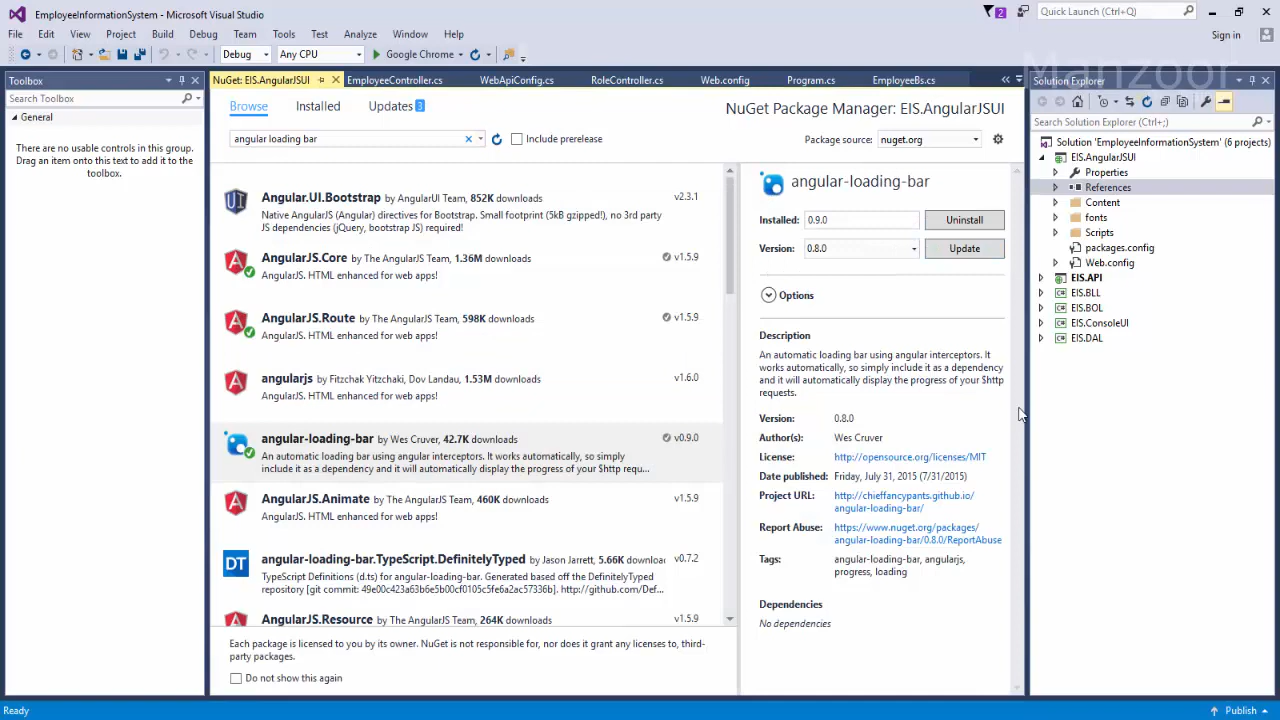 EmployeeInformationSystem - Microsoft Visual Studio
2
Quick Launch (Ctrl+Q)
File Edit View Project Build Debug Team Tools Test Analyze Window Help
Sign in
Debug Any CPU Google Chrome
Toolbox
Search Toolbox
General
There are no usable controls in this group.
Drag an item onto this text to add it to the
toolbox.
NuGet: EIS.AngularJSUI EmployeeController.cs WebApiConfig.cs RoleController.cs Web.config Program.cs EmployeeBs.cs
Browse Installed Updates 3
NuGet Package Manager: EIS.AngularJSUI
angular loading bar
Include prerelease
Package source: nuget.org
Angular.UI.Bootstrap by AngularUI Team, 852K downloads v2.3.1
Native AngularJS (Angular) directives for Bootstrap. Small footprint (5kB gzipped!), no 3rd party
JS dependencies (jQuery, bootstrap JS) required!
AngularJS.Core by The AngularJS Team, 1.36M downloads v1.5.9
AngularJS. HTML enhanced for web apps!
AngularJS.Route by The AngularJS Team, 598K downloads v1.5.9
AngularJS. HTML enhanced for web apps!
angularjs by Fitzchak Yitzchaki, Dov Landau, 1.53M downloads v1.6.0
AngularJS. HTML enhanced for web apps!
angular-loading-bar by Wes Cruver, 42.7K downloads v0.9.0
An automatic loading bar using angular interceptors. It works automatically, so simply
include it as a dependency and it will automatically display the progress of your $http requ...
AngularJS.Animate by The AngularJS Team, 460K downloads v1.5.9
AngularJS. HTML enhanced for web apps!
DT
angular-loading-bar.TypeScript.DefinitelyTyped by Jason Jarrett, 5.66K downloac v0.7.2
TypeScript Definitions (d.ts) for angular-loading-bar. Generated based off the DefinitelyTyped
repository [git commit: 49e00c423a63b6e5b00cf0105c5fe6a2ac57336b]. http://github.com/Def...
AngularJS.Resource by The AngularJS Team, 264K downloads v1.5.9
Each package is licensed to you by its owner. NuGet is not responsible for, nor does it grant any licenses to, third-
party packages.
Do not show this again
angular-loading-bar
Installed: 0.9.0 Uninstall
Version: 0.8.0 Update
Options
Description
An automatic loading bar using angular interceptors. It
works automatically, so simply include it as a dependency
and it will automatically display the progress of your $http
requests.
Version: 0.8.0
Author(s): Wes Cruver
License: http://opensource.org/licenses/MIT
Date published: Friday, July 31, 2015 (7/31/2015)
Project URL: http://chieffancypants.github.io/
angular-loading-bar/
Report Abuse: https://www.nuget.org/packages/
angular-loading-bar/0.8.0/ReportAbuse
Tags: angular-loading-bar, angularjs,
progress, loading
Dependencies
No dependencies
Solution Explorer
Manzoor
Search Solution Explorer (Ctrl+;)
Solution 'EmployeeInformationSystem' (6 projects)
EIS.AngularJSUI
Properties
References
Content
fonts
Scripts
packages.config
Web.config
EIS.API
EIS.BLL
EIS.BOL
EIS.ConsoleUI
EIS.DAL
Ready
Publish